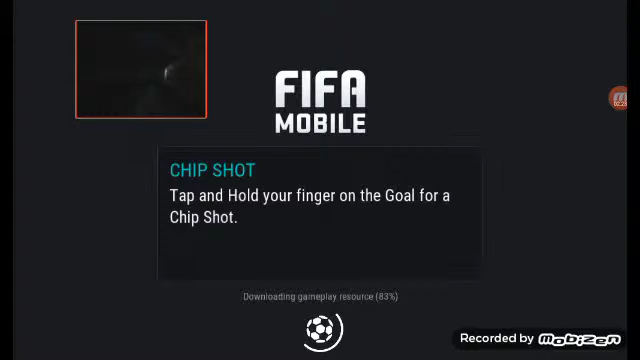 FIFA
MOBILE
CHIP SHOT
Tap and Hold your finger on the Goal for a
Chip Shot.
Downloading gameplay resource (83%)
Recorded by mobizen